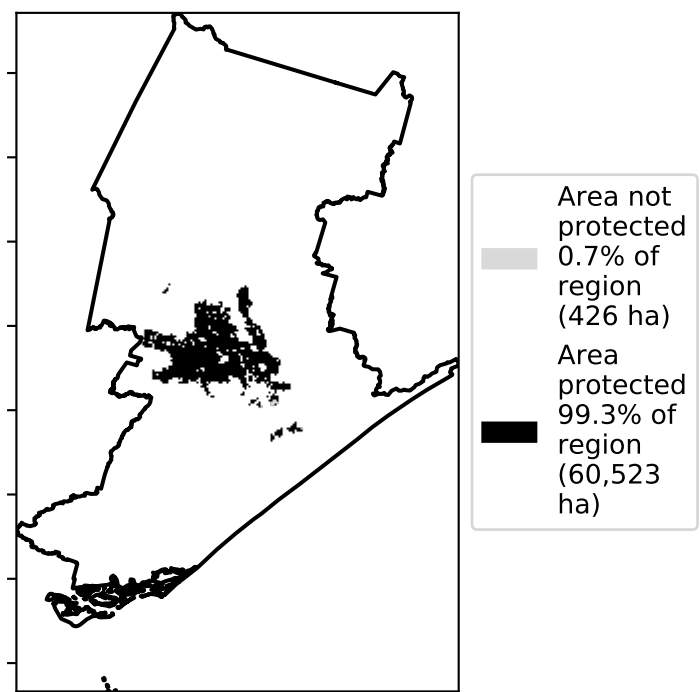 Area not
protected
0.7% of
region
(426 ha)
Area
protected
99.3% of
region
(60,523
ha)